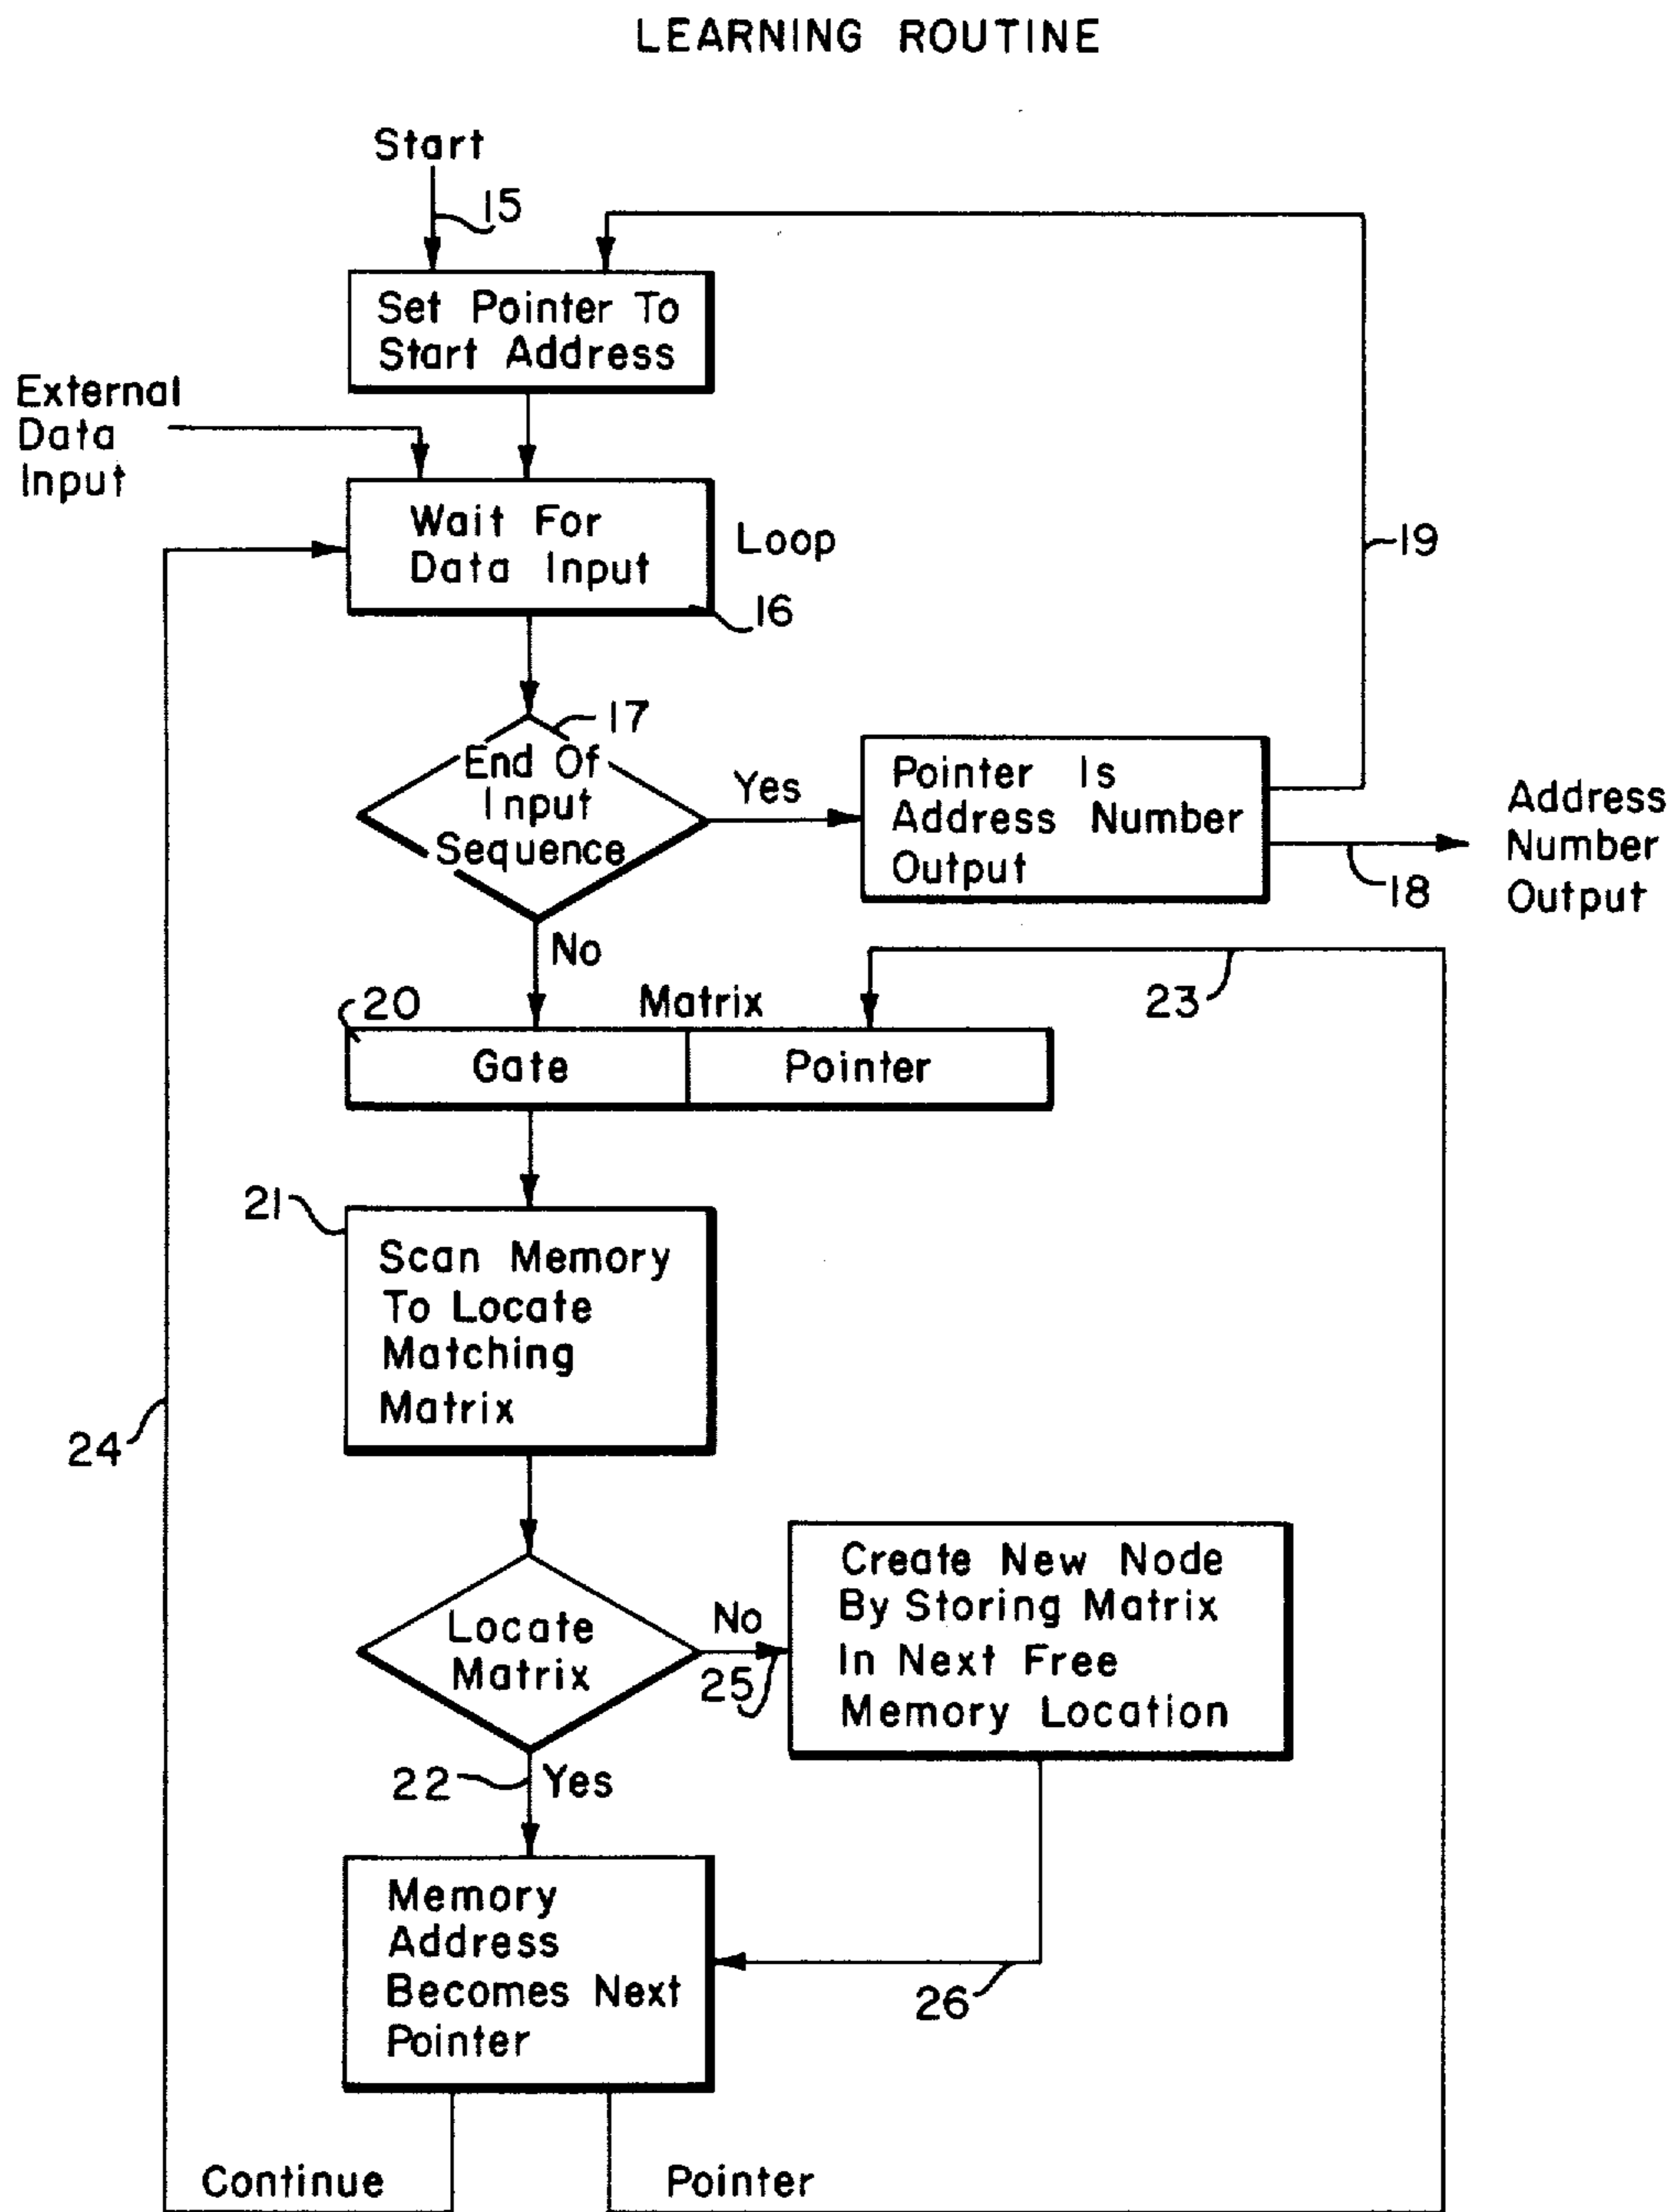 LEARNING ROUTINE
Start
15
Set Pointer To
Start Address
External
Data
Input
Wait For
Data Input
Loop
16
19
17
End Of
Input
Sequence
Yes
Pointer Is
Address Number
Output
Address
Number
Output
18
No
23
20
Matrix
Gate
Pointer
21
Scan Memory
To Locate
Matching
Matrix
24
Locate
Matrix
No
25
Create New Node
By Storing Matrix
In Next Free
Memory Location
22
Yes
Memory
Address
Becomes Next
Pointer
26
Continue
Pointer